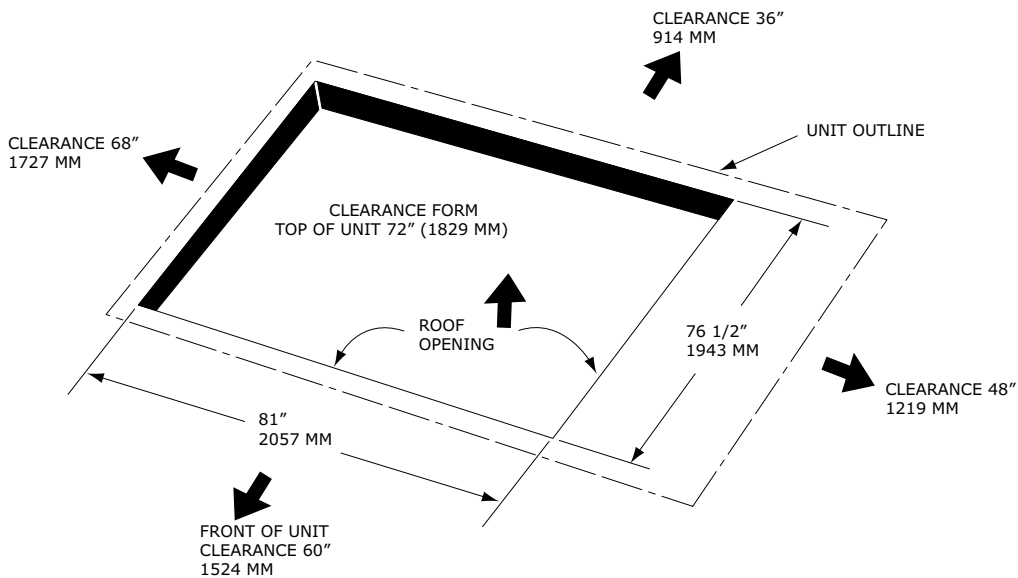 CLEARANCE 36”
914 MM
UNIT OUTLINE
CLEARANCE 68”
1727 MM
CLEARANCE FORM
TOP OF UNIT 72” (1829 MM)
ROOF
OPENING
76 1/2”
1943 MM
CLEARANCE 48”
1219 MM
81”
2057 MM
FRONT OF UNIT
CLEARANCE 60”
1524 MM